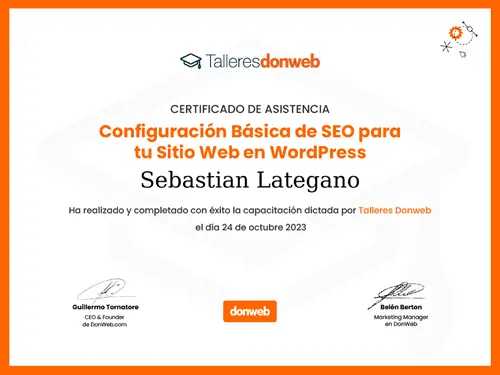 Talleresdonweb
CERTIFICADO DE ASISTENCIA
Configuración Básica de SEO para
tu Sitio Web en WordPress
Sebastian Lategano
Ha realizado y completado con éxito la capacitación dictada por Talleres Donweb
el día 24 de octubre 2023
Guillermo Tornatore
CEO & Founder
de DonWeb.com
donweb
Belén Berton
Marketing Manager
en DonWeb